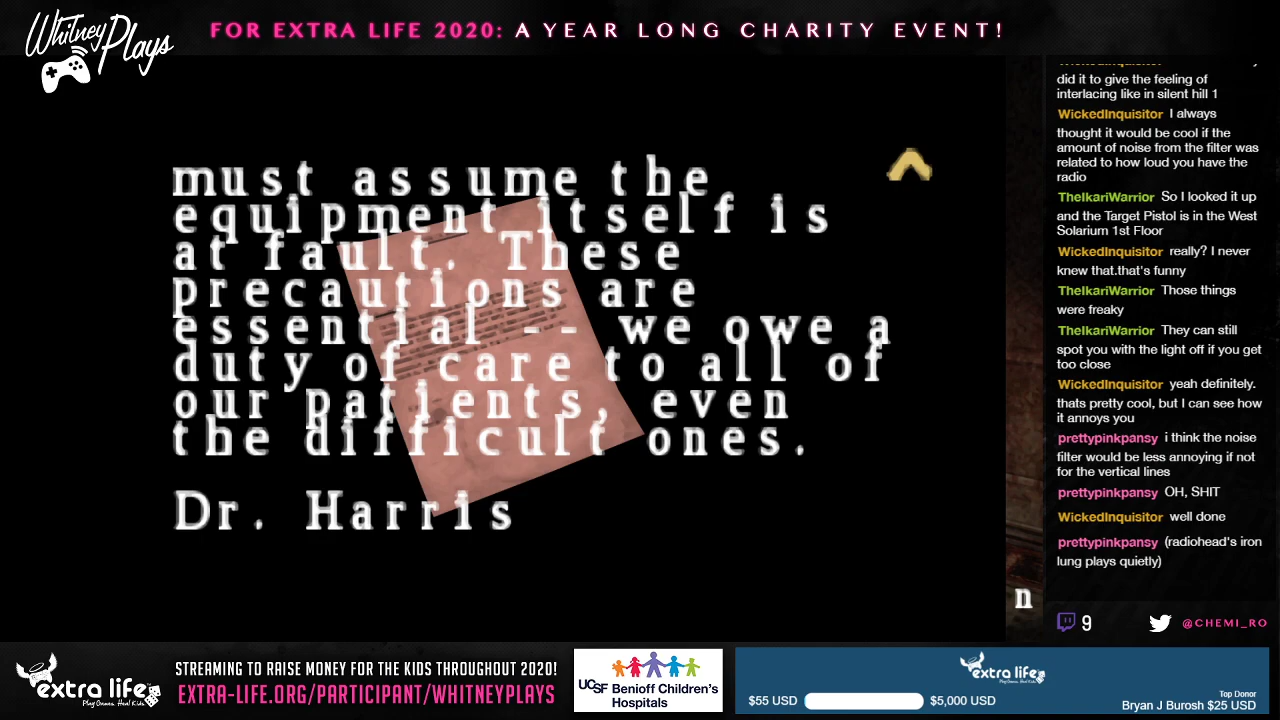 Whitney Plays
FOR EXTRA LIFE 2020: A YEAR LONG CHARITY EVENT!
must assume the
equipment itself is
at fault. These
precautions are
essential -- we owe a
duty of care to all of
our patients, even
the difficult ones.
Dr. Harris
n
did it to give the feeling of
interlacing like in silent hill 1
WickedInquisitor I always
thought it would be cool if the
amount of noise from the filter was
related to how loud you have the
radio
TheIkariWarrior So I looked it up
and the Target Pistol is in the West
Solarium 1st Floor
WickedInquisitor really? I never
knew that.that's funny
TheIkariWarrior Those things
were freaky
TheIkariWarrior They can still
spot you with the light off if you get
too close
WickedInquisitor yeah definitely.
thats pretty cool, but I can see how
it annoys you
prettypinkpansy i think the noise
filter would be less annoying if not
for the vertical lines
prettypinkpansy OH, SHIT
WickedInquisitor well done
prettypinkpansy (radiohead's iron
lung plays quietly)
9
@CHEMI_RO
extra life
Play Games. Heal Kids.
STREAMING TO RAISE MONEY FOR THE KIDS THROUGHOUT 2020!
EXTRA-LIFE.ORG/PARTICIPANT/WHITNEYPLAYS
UCSF Benioff Children's
Hospitals
extra life
Play Games. Heal Kids.
$55 USD
$5,000 USD
Top Donor
Bryan J Burosh $25 USD